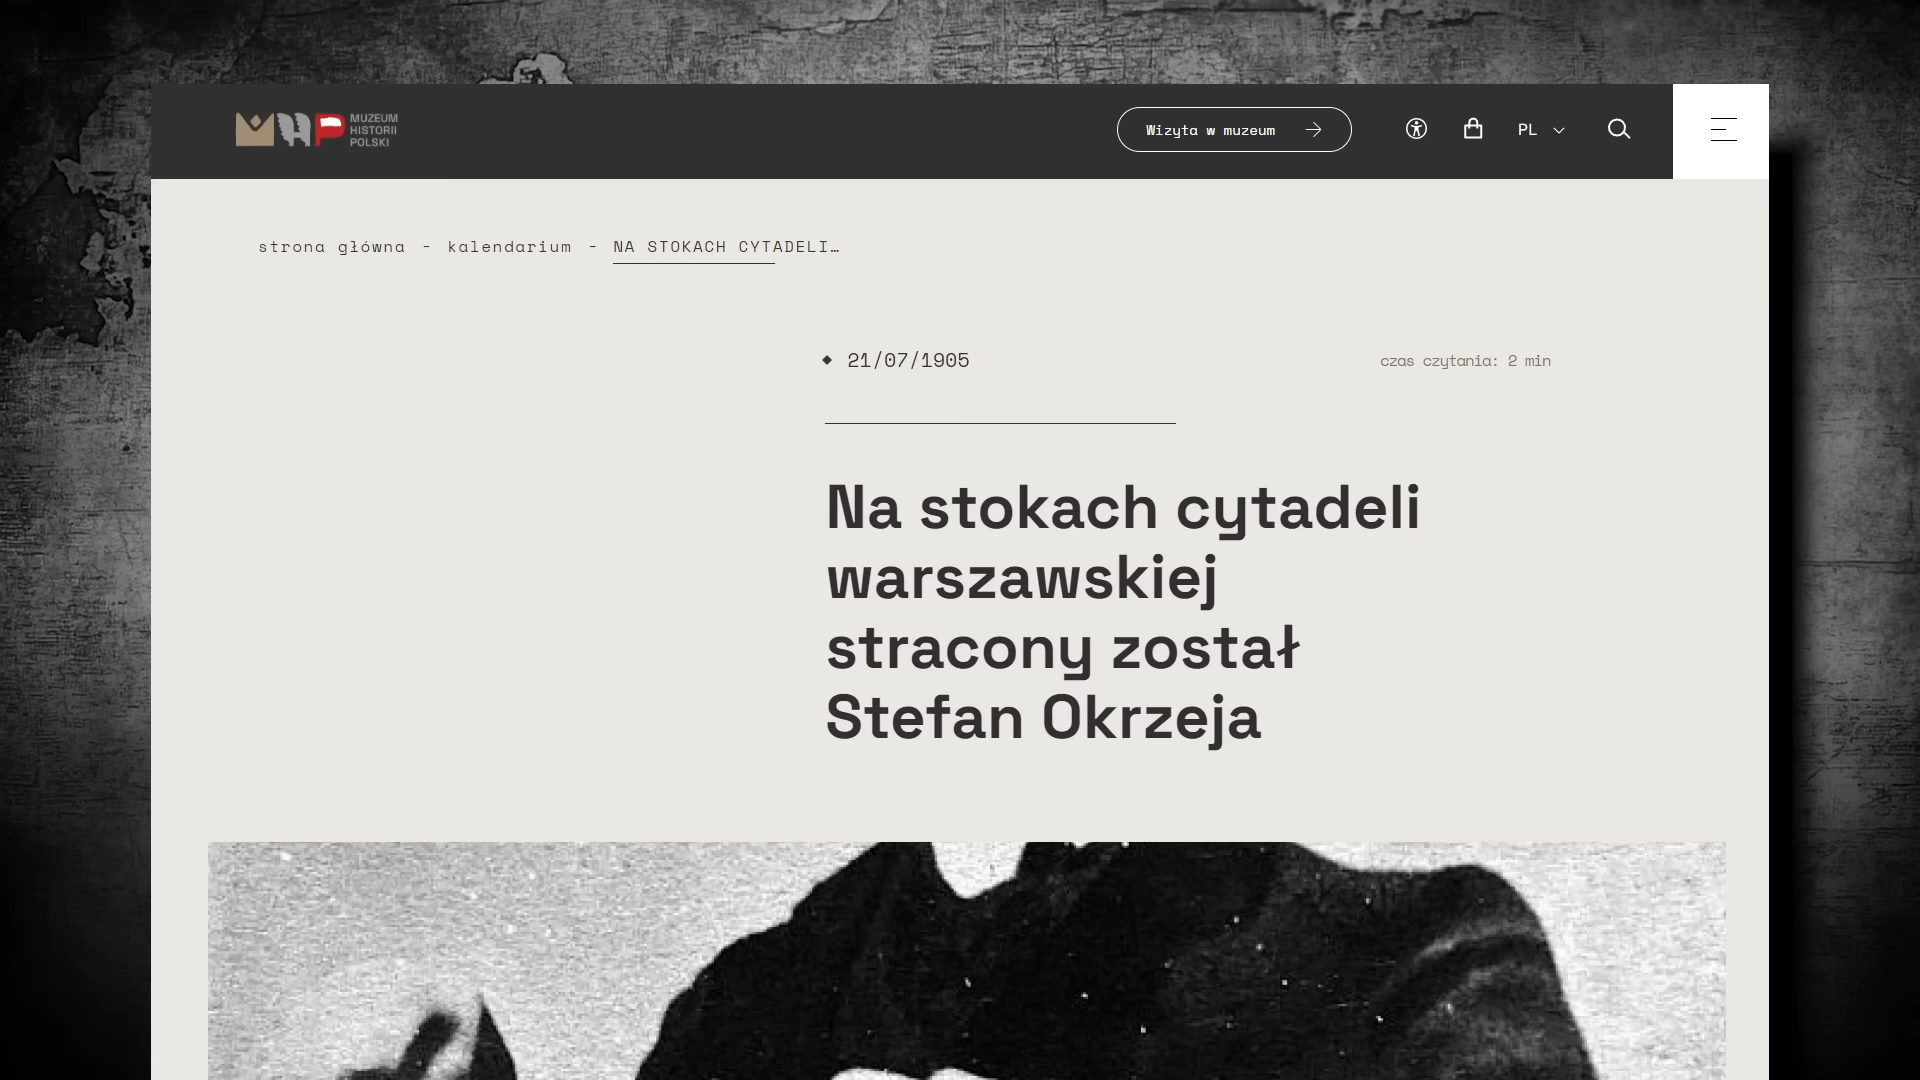 MUZEUM
HISTORII
POLSKI
Wizyta w muzeum
PL
strona główna - kalendarium - NA STOKACH CYTADELI…
21/07/1905
czas czytania: 2 min
Na stokach cytadeli
warszawskiej
stracony został
Stefan Okrzeja